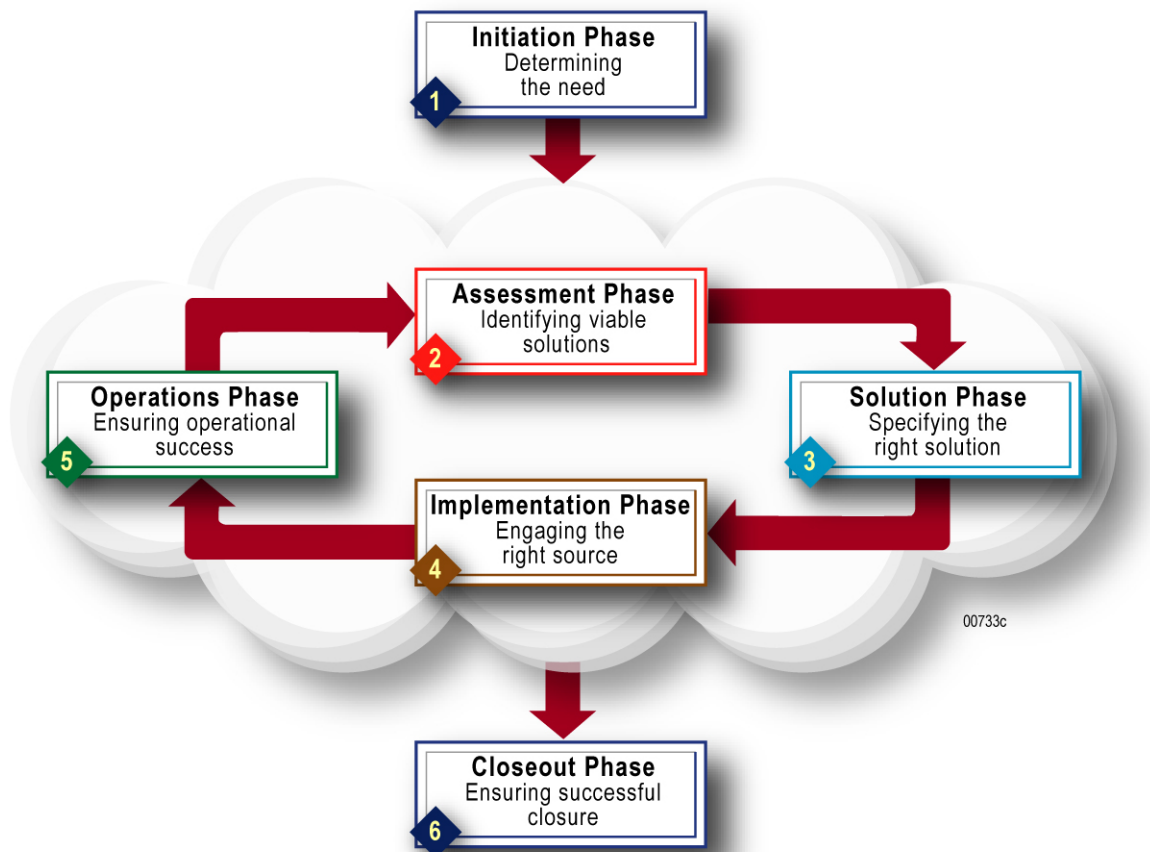 Initiation Phase
Determining
the need
1
Assessment Phase
Identifying viable
solutions
2
Operations Phase
Ensuring operational
success
5
Solution Phase
Specifying the
right solution
3
Implementation Phase
Engaging the
right source
4
00733c
Closeout Phase
Ensuring successful
closure
6